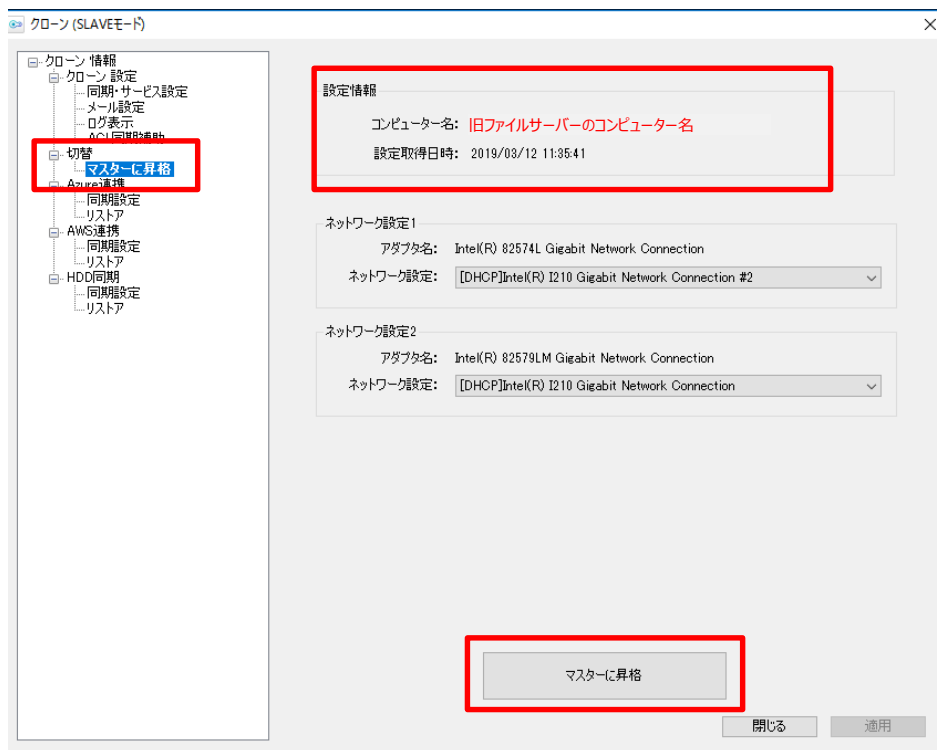 クローン (SLAVEモード)
クローン 情報
クローン 設定
同期・サービス設定
メール設定
ログ表示
ACL同期補助
切替
マスターに昇格
Azure連携
同期設定
リストア
AWS連携
同期設定
リストア
HDD同期
同期設定
リストア
設定情報
コンピューター名: 旧ファイルサーバーのコンピューター名
設定取得日時: 2019/03/12 11:35:41
ネットワーク設定1
アダプタ名: Intel(R) 82574L Gigabit Network Connection
ネットワーク設定: [DHCP]Intel(R) I210 Gigabit Network Connection #2
ネットワーク設定2
アダプタ名: Intel(R) 82579LM Gigabit Network Connection
ネットワーク設定: [DHCP]Intel(R) I210 Gigabit Network Connection
マスターに昇格
閉じる 適用